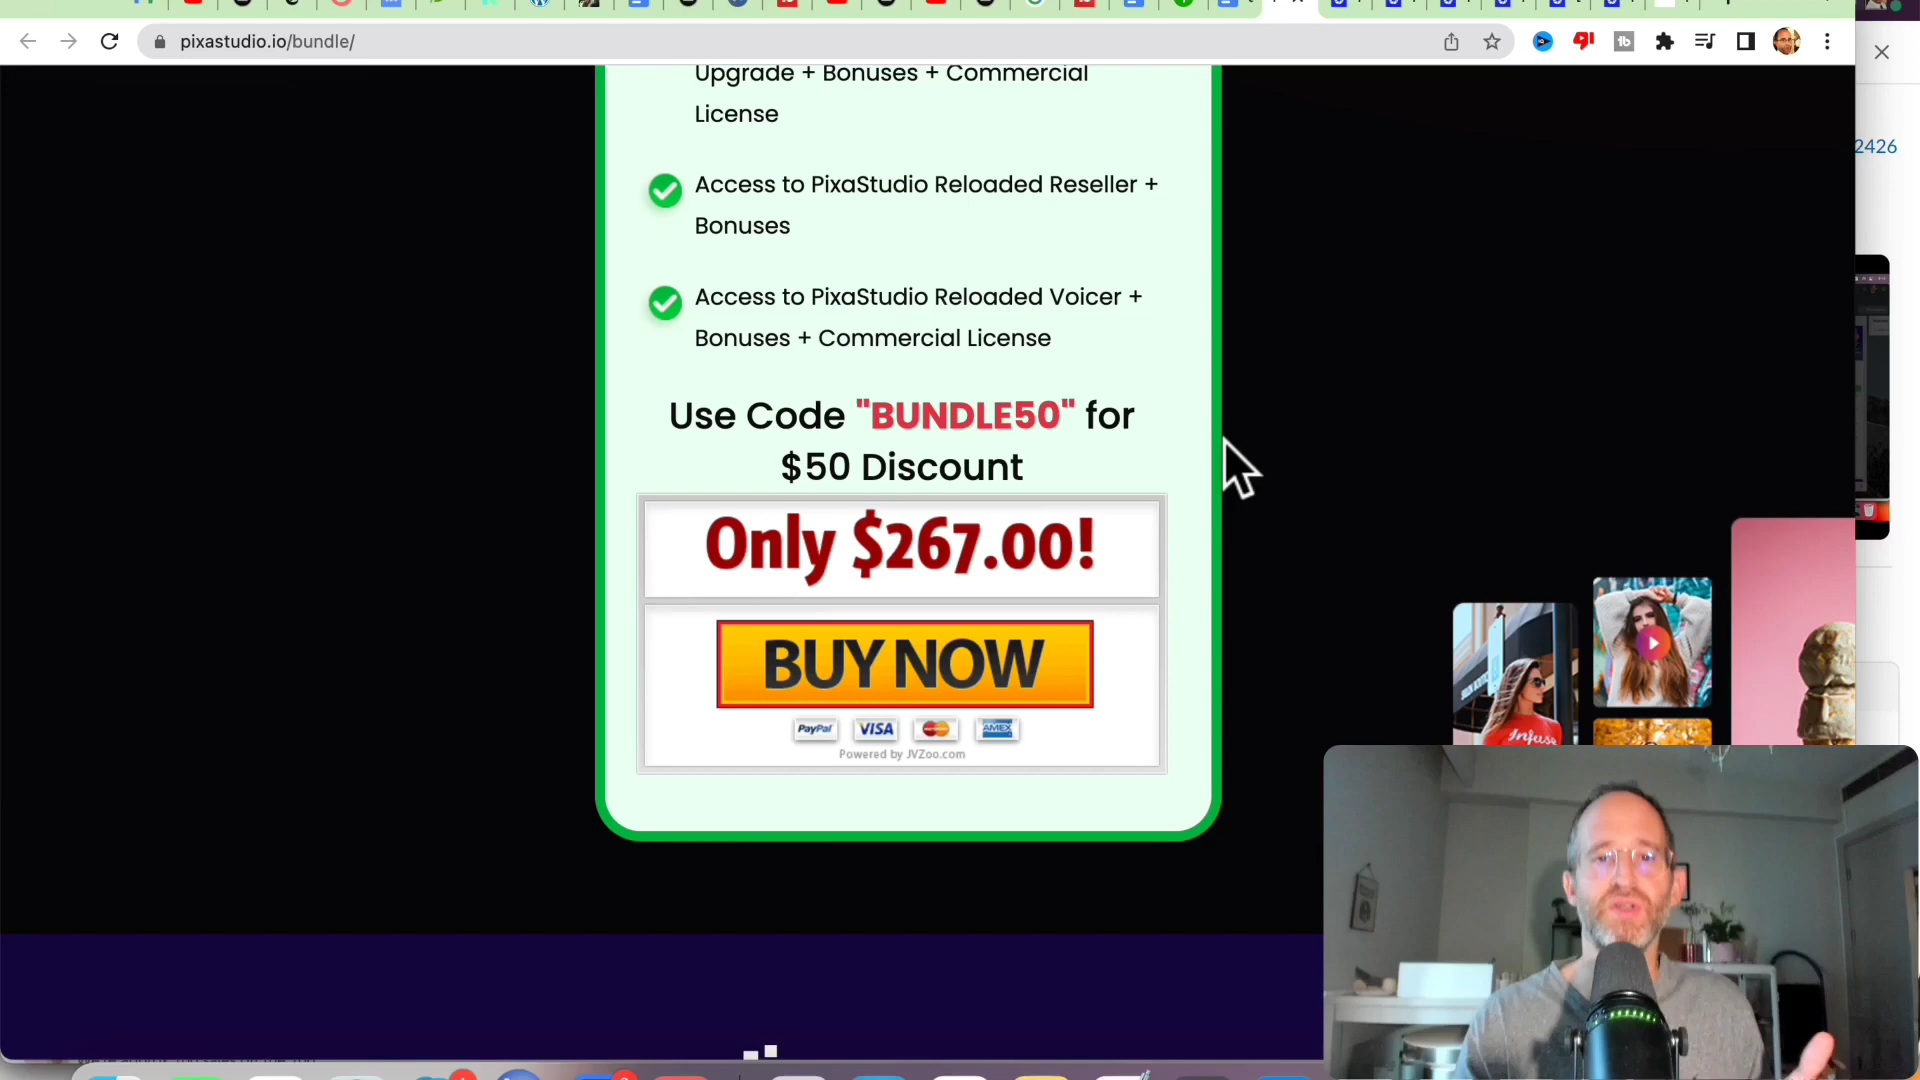 pixastudio.io/bundle/
2426
Upgrade + Bonuses + Commercial
License
Access to PixaStudio Reloaded Reseller +
Bonuses
Access to PixaStudio Reloaded Voicer +
Bonuses + Commercial License
Use Code "BUNDLE50" for
$50 Discount
Only $267.00!
BUY NOW
PayPal VISA AMEX
Powered by JVZoo.com
Infuse